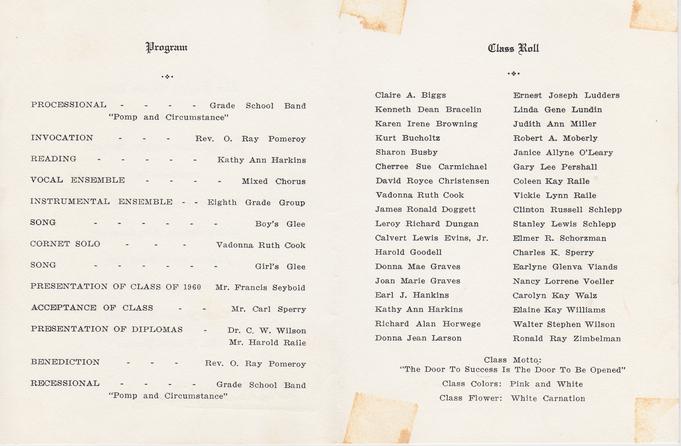 Program
PROCESSIONAL - - - - Grade School Band
"Pomp and Circumstance"
INVOCATION - - - Rev. O. Ray Pomeroy
READING - - - - - Kathy Ann Harkins
VOCAL ENSEMBLE - - - - Mixed Chorus
INSTRUMENTAL ENSEMBLE - - Eighth Grade Group
SONG - - - - - - Boy's Glee
CORNET SOLO - - - Vadonna Ruth Cook
SONG - - - - - - Girl's Glee
PRESENTATION OF CLASS OF 1960 Mr. Francis Seybold
ACCEPTANCE OF CLASS - - Mr. Carl Sperry
PRESENTATION OF DIPLOMAS - Dr. C. W. Wilson
Mr. Harold Raile
BENEDICTION - - - Rev. O. Ray Pomeroy
RECESSIONAL - - - - Grade School Band
"Pomp and Circumstance"
Class Roll
Claire A. Biggs
Kenneth Dean Bracelin
Karen Irene Browning
Kurt Bucholtz
Sharon Busby
Cherree Sue Carmichael
David Royce Christensen
Vadonna Ruth Cook
James Ronald Doggett
Leroy Richard Dungan
Calvert Lewis Evins, Jr.
Harold Goodell
Donna Mae Graves
Joan Marie Graves
Earl J. Hankins
Kathy Ann Harkins
Richard Alan Horwege
Donna Jean Larson
Ernest Joseph Ludders
Linda Gene Lundin
Judith Ann Miller
Robert A. Moberly
Janice Allyne O'Leary
Gary Lee Pershall
Coleen Kay Raile
Vickie Lynn Raile
Clinton Russell Schlepp
Stanley Lewis Schlepp
Elmer R. Schorzman
Charles K. Sperry
Earlyne Glenva Viands
Nancy Lorrene Voeller
Carolyn Kay Walz
Elaine Kay Williams
Walter Stephen Wilson
Ronald Ray Zimbelman
Class Motto:
"The Door To Success Is The Door To Be Opened"
Class Colors: Pink and White
Class Flower: White Carnation